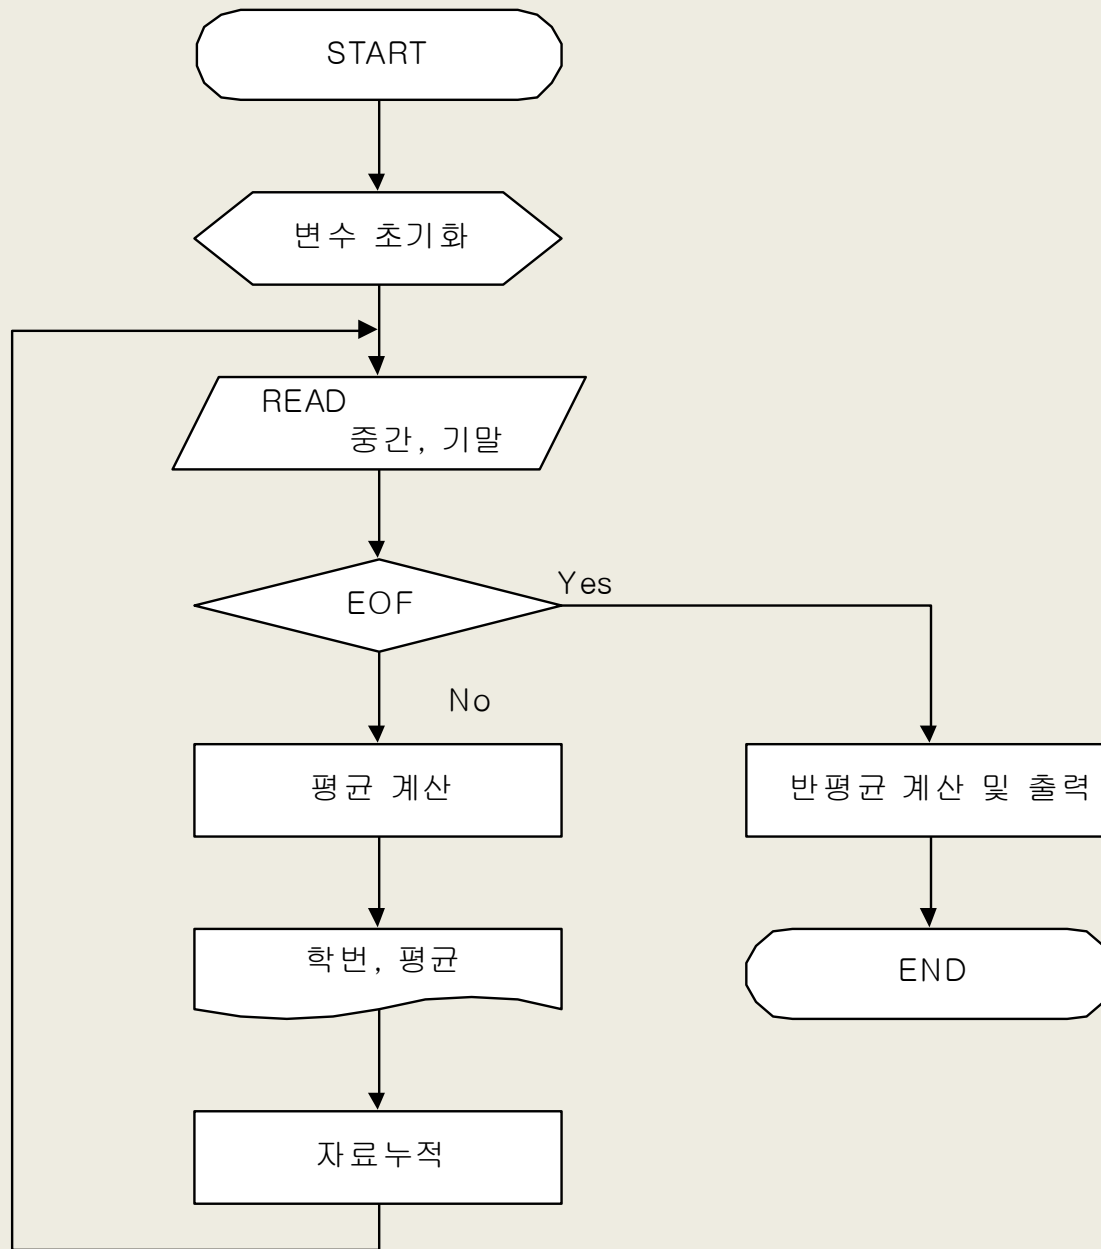 START
변수 초기화
READ
중간, 기말
EOF
Yes
No
평균 계산
반평균 계산 및 출력
학번, 평균
END
자료누적